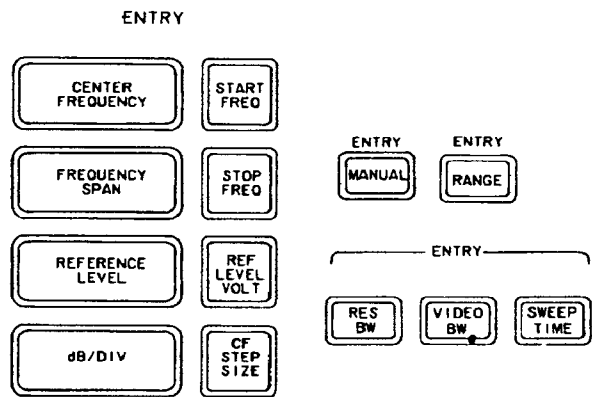 ENTRY
CENTER
FREQUENCY
START
FREQ
FREQUENCY
SPAN
STOP
FREQ
REFERENCE
LEVEL
REF
LEVEL
VOLT
dB/DIV
CF
STEP
SIZE
ENTRY
MANUAL
ENTRY
RANGE
ENTRY
RES
BW
VIDEO
BW
SWEEP
TIME